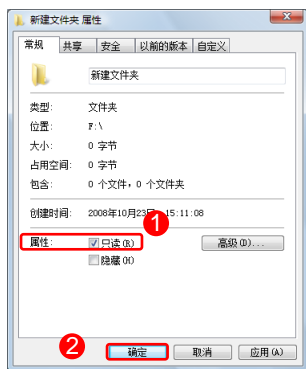 新建文件夹 属性
常规 共享 安全 以前的版本 自定义
新建文件夹
类型: 文件夹
位置: F:\
大小: 0 字节
占用空间: 0 字节
包含: 0 个文件，0 个文件夹
创建时间: 2008年10月23日，15:11:08
1
属性: 只读(R) 高级(D)...
隐藏(H)
2 确定 取消 应用(A)